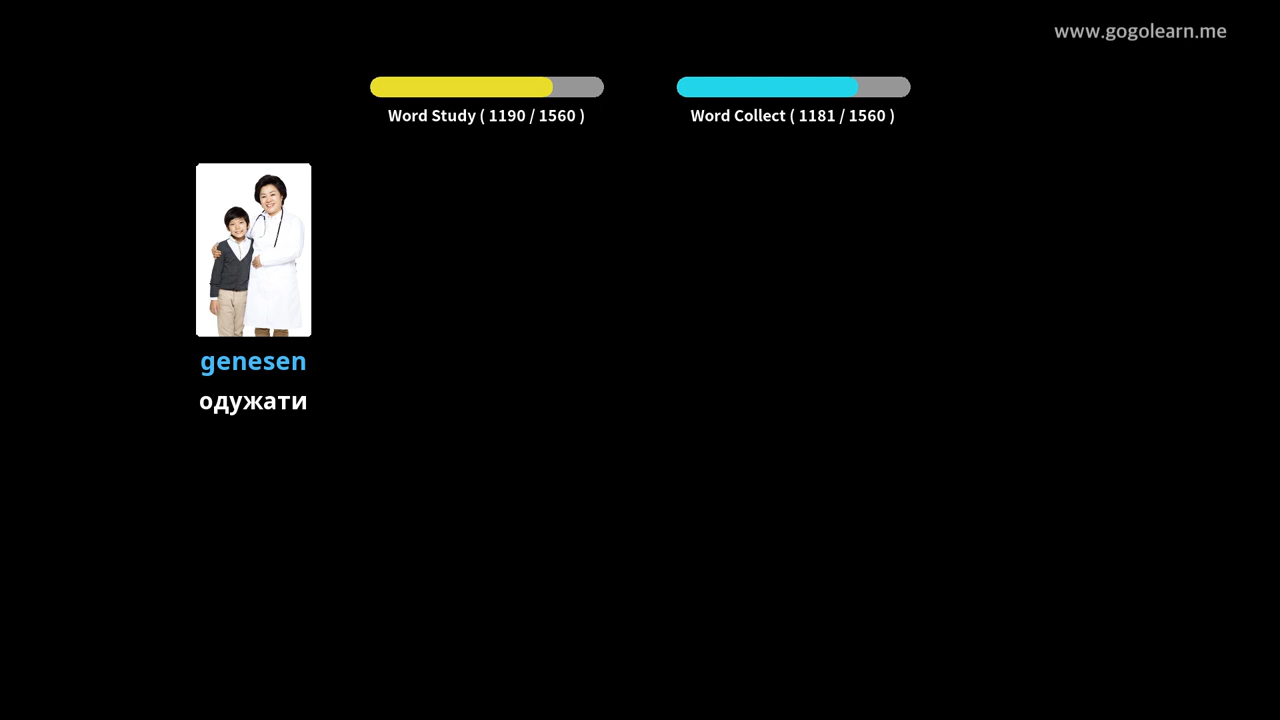 www.gogolearn.me
Word Study ( 1190 / 1560 )
Word Collect ( 1181 / 1560 )
genesen
одужати